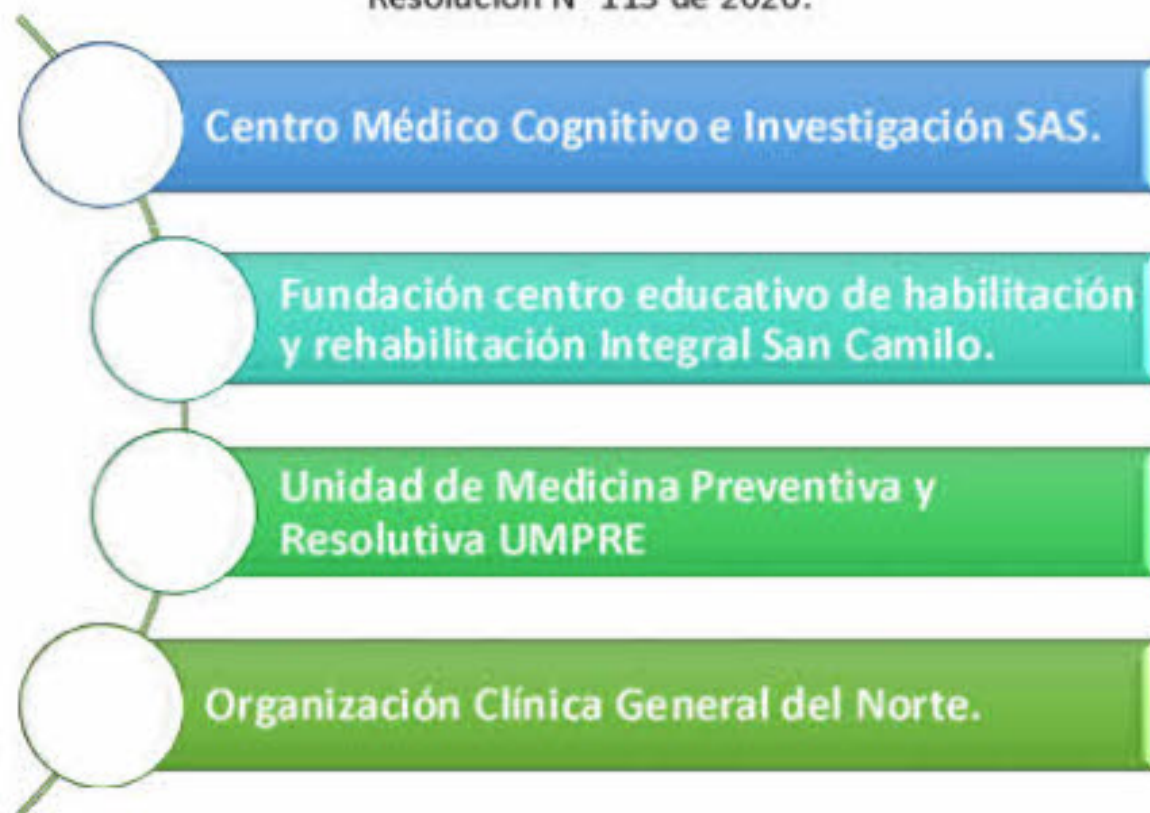 Resolución N° 113 de 2020.
Centro Médico Cognitivo e Investigación SAS.
Fundación centro educativo de habilitación
y rehabilitación Integral San Camilo.
Unidad de Medicina Preventiva y
Resolutiva UMPRE
Organización Clínica General del Norte.